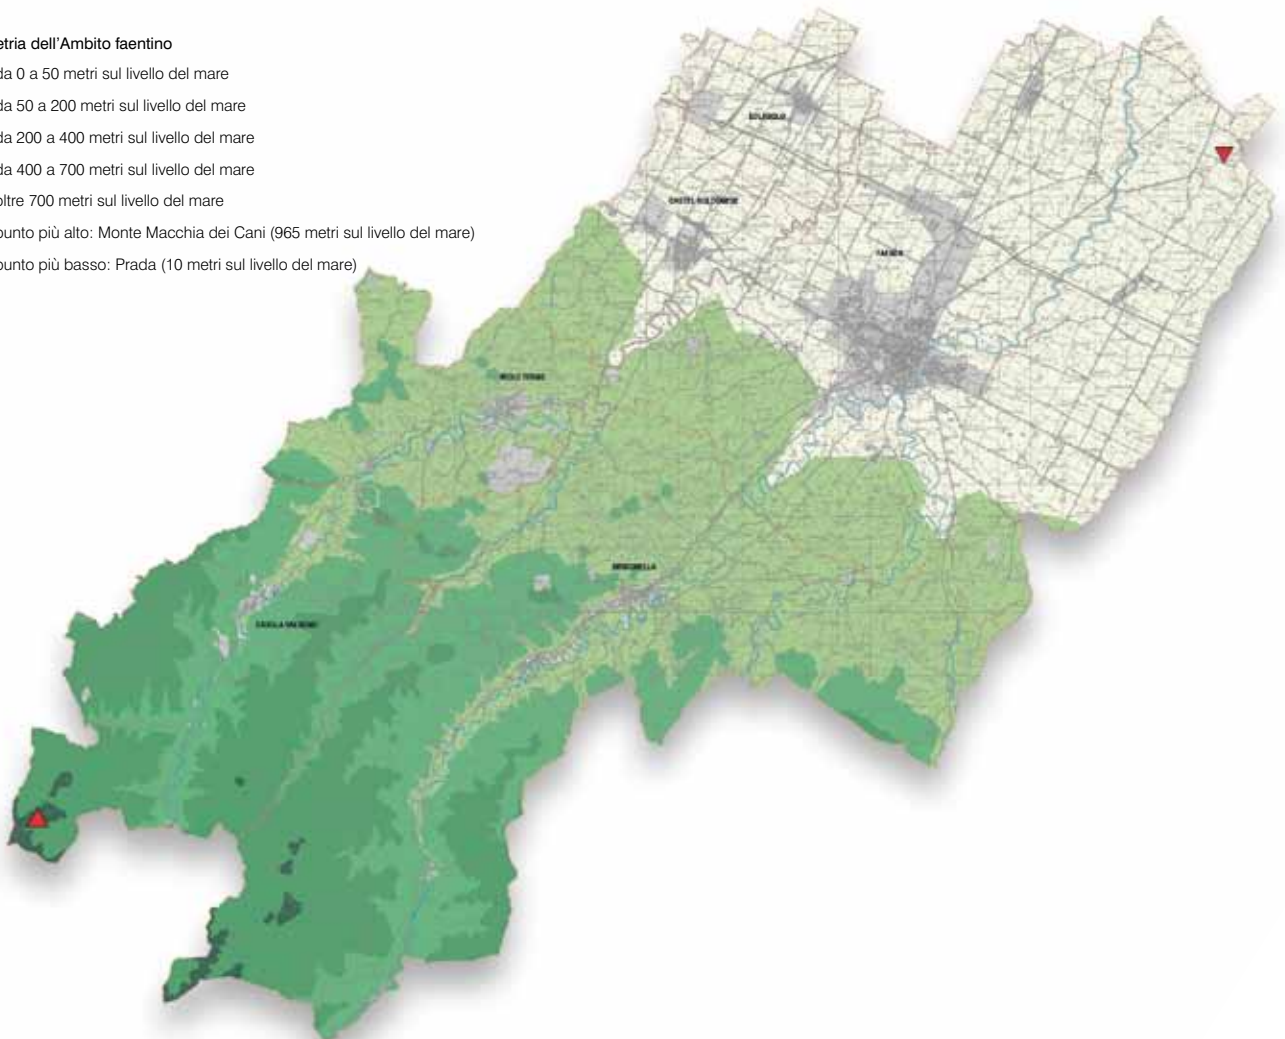 etria dell'Ambito faentino
da 0 a 50 metri sul livello del mare
da 50 a 200 metri sul livello del mare
da 200 a 400 metri sul livello del mare
da 400 a 700 metri sul livello del mare
oltre 700 metri sul livello del mare
punto più alto: Monte Macchia dei Cani (965 metri sul livello del mare)
punto più basso: Prada (10 metri sul livello del mare)
SOLAROLO
CASTEL BOLOGNESE
FAENZA
RIOLO TERME
BRISIGHELLA
CASOLA VALSENIO